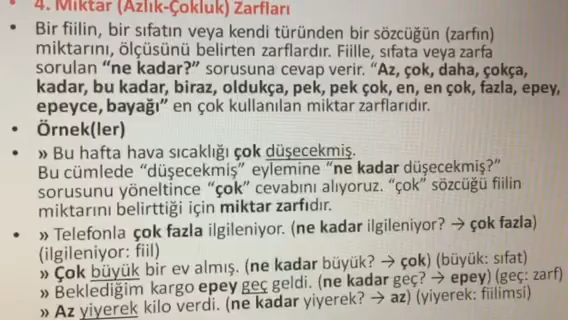 4. Miktar (Azlık-Çokluk) Zarfları
• Bir fiilin, bir sıfatın veya kendi türünden bir sözcüğün (zarfın)
miktarını, ölçüsünü belirten zarflardır. Fiille, sıfata veya zarfa
sorulan “ne kadar?” sorusuna cevap verir. “Az, çok, daha, çokça,
kadar, bu kadar, biraz, oldukça, pek, pek çok, en, en çok, fazla, epey,
epeyce, bayağı” en çok kullanılan miktar zarflarıdır.
• Örnek(ler)
• » Bu hafta hava sıcaklığı çok düşecekmiş.
Bu cümlede “düşecekmiş” eylemine “ne kadar düşecekmiş?”
sorusunu yöneltince “çok” cevabını alıyoruz. “çok” sözcüğü fiilin
miktarını belirttiği için miktar zarfıdır.
• » Telefonla çok fazla ilgileniyor. (ne kadar ilgileniyor? → çok fazla)
(ilgileniyor: fiil)
» Çok büyük bir ev almış. (ne kadar büyük? → çok) (büyük: sıfat)
» Beklediğim kargo epey geç geldi. (ne kadar geç? → epey) (geç: zarf)
» Az yiyerek kilo verdi. (ne kadar yiyerek? → az) (yiyerek: fiilimsi)